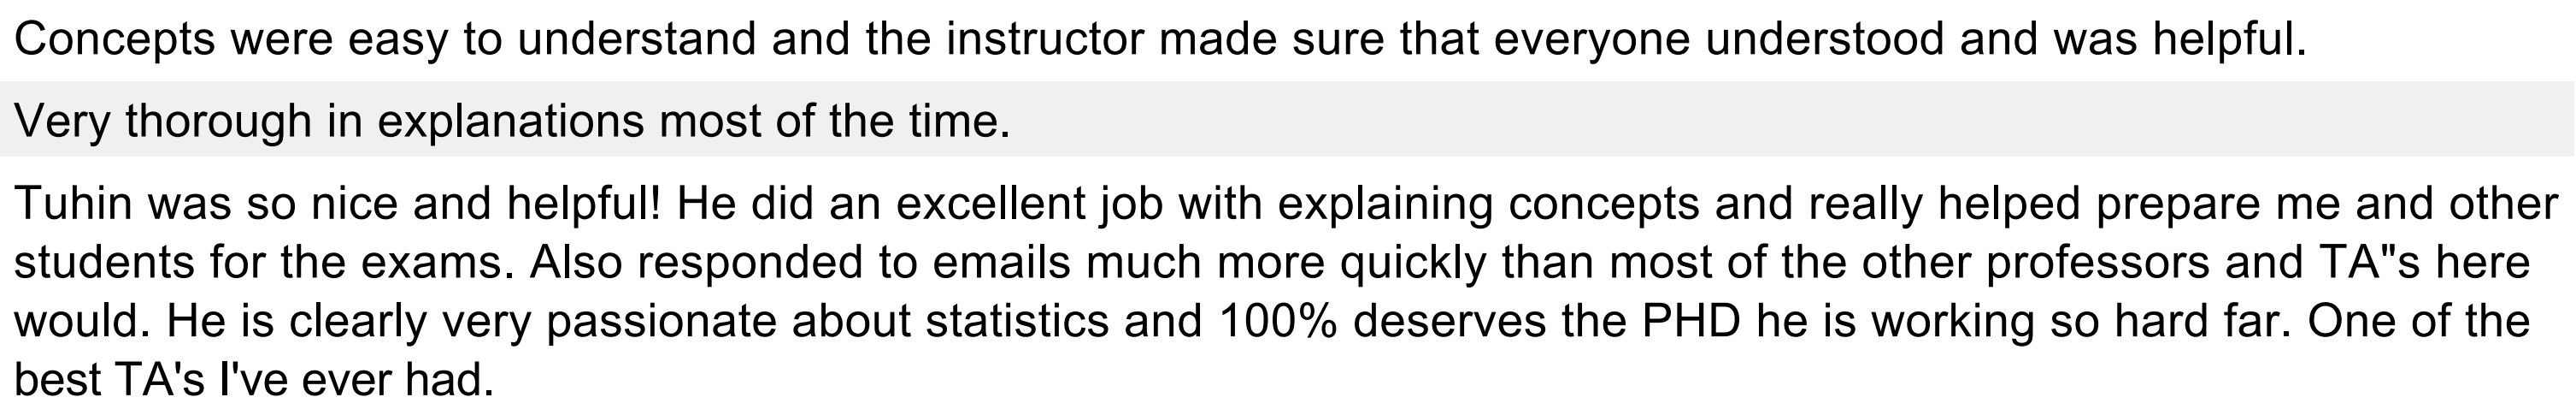 Concepts were easy to understand and the instructor made sure that everyone understood and was helpful.
Very thorough in explanations most of the time.
Tuhin was so nice and helpful! He did an excellent job with explaining concepts and really helped prepare me and other
students for the exams. Also responded to emails much more quickly than most of the other professors and TA"s here
would. He is clearly very passionate about statistics and 100% deserves the PHD he is working so hard far. One of the
best TA's I've ever had.